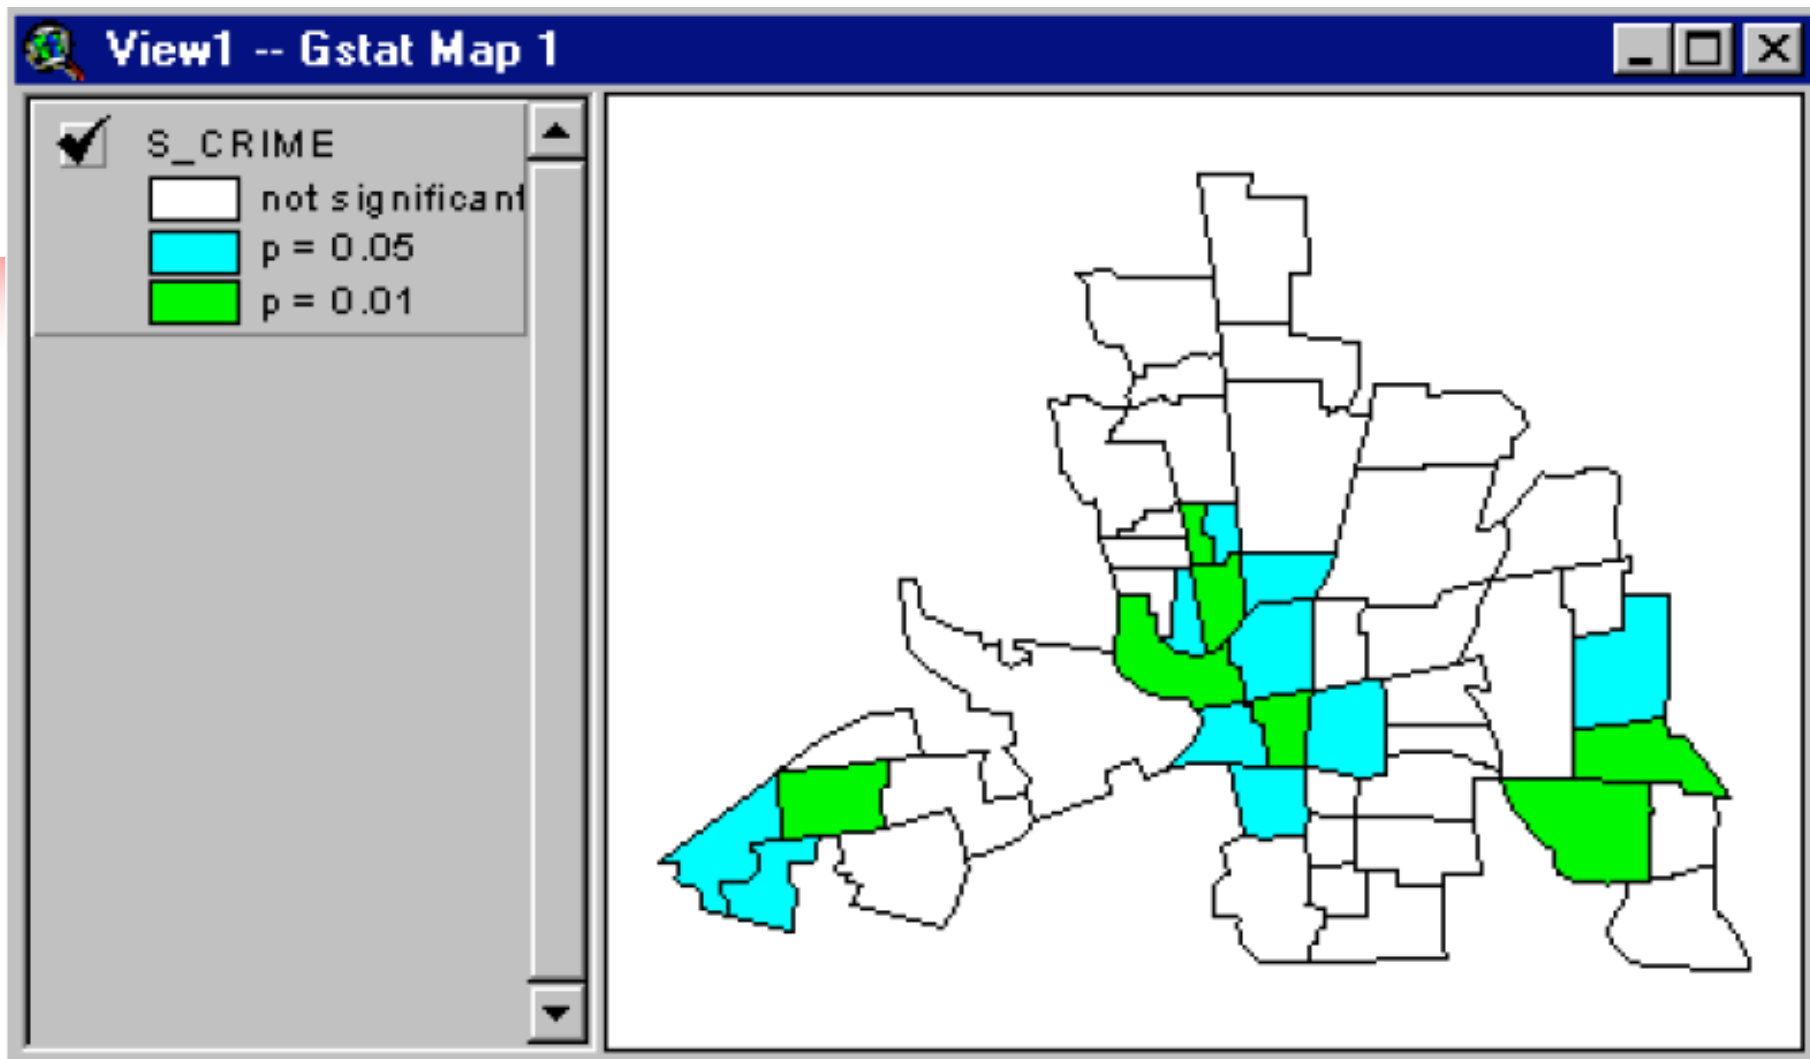 View1 -- Gstat Map 1
S_CRIME
not significant
p = 0.05
p = 0.01